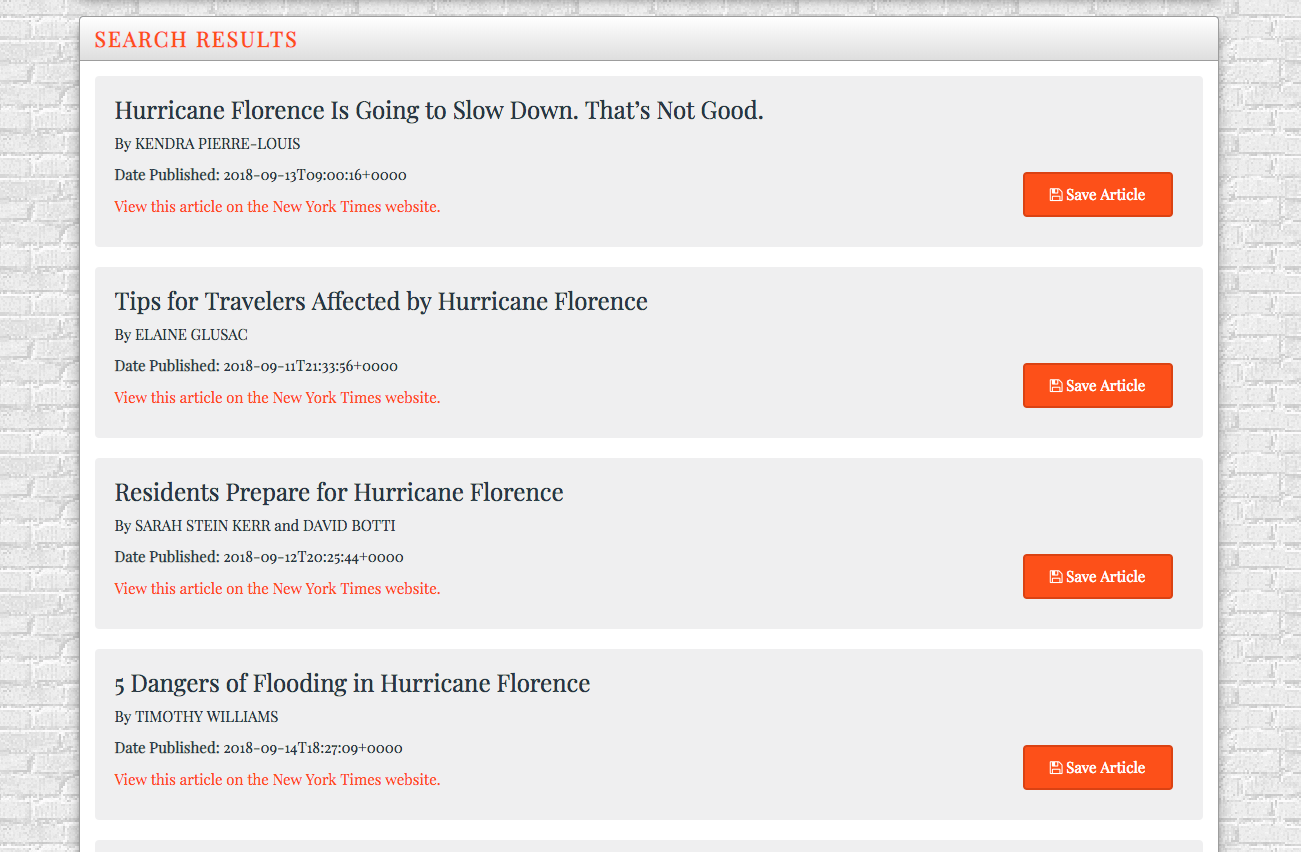 SEARCH RESULTS
Hurricane Florence Is Going to Slow Down. That’s Not Good.
By KENDRA PIERRE-LOUIS
Date Published: 2018-09-13T09:00:16+0000
View this article on the New York Times website.
Save Article
Tips for Travelers Affected by Hurricane Florence
By ELAINE GLUSAC
Date Published: 2018-09-11T21:33:56+0000
View this article on the New York Times website.
Save Article
Residents Prepare for Hurricane Florence
By SARAH STEIN KERR and DAVID BOTTI
Date Published: 2018-09-12T20:25:44+0000
View this article on the New York Times website.
Save Article
5 Dangers of Flooding in Hurricane Florence
By TIMOTHY WILLIAMS
Date Published: 2018-09-14T18:27:09+0000
View this article on the New York Times website.
Save Article